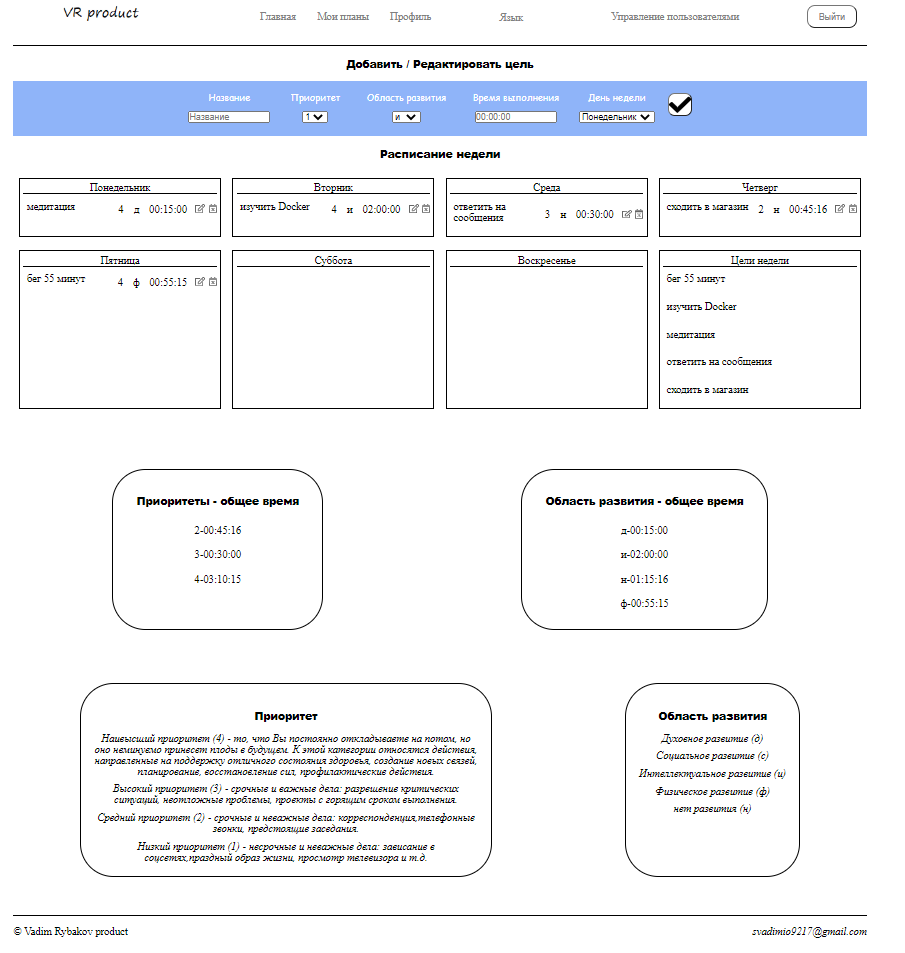 VR product
Главная Мои планы Профиль Язык Управление пользователями Выйти
Добавить / Редактировать цель
Название Приоритет Область развития Время выполнения День недели
Название 1 и 00:00:00 Понедельник
Расписание недели
Понедельник
медитация 4 д 00:15:00
Вторник
изучить Docker 4 и 02:00:00
Среда
ответить на
сообщения 3 н 00:30:00
Четверг
сходить в магазин 2 н 00:45:16
Пятница
бег 55 минут 4 ф 00:55:15
Суббота
Воскресенье
Цели недели
бег 55 минут
изучить Docker
медитация
ответить на сообщения
сходить в магазин
Приоритеты - общее время
2-00:45:16
3-00:30:00
4-03:10:15
Область развития - общее время
д-00:15:00
и-02:00:00
н-01:15:16
ф-00:55:15
Приоритет
Наивысший приоритет (4) - то, что Вы постоянно откладываете на потом, но
оно неминуемо принесет плоды в будущем. К этой категории относятся действия,
направленные на поддержку отличного состояния здоровья, создание новых связей,
планирование, восстановление сил, профилактические действия.
Высокий приоритет (3) - срочные и важные дела: разрешение критических
ситуаций, неотложные проблемы, проекты с горящим сроком выполнения.
Средний приоритет (2) - срочные и неважные дела: корреспонденция,телефонные
звонки, предстоящие заседания.
Низкий приоритет (1) - несрочные и неважные дела: зависание в
соцсетях,праздный образ жизни, просмотр телевизора и т.д.
Область развития
Духовное развитие (д)
Социальное развитие (с)
Интеллектуальное развитие (и)
Физическое развитие (ф)
нет развития (н)
© Vadim Rybakov product
svadimio9217@gmail.com